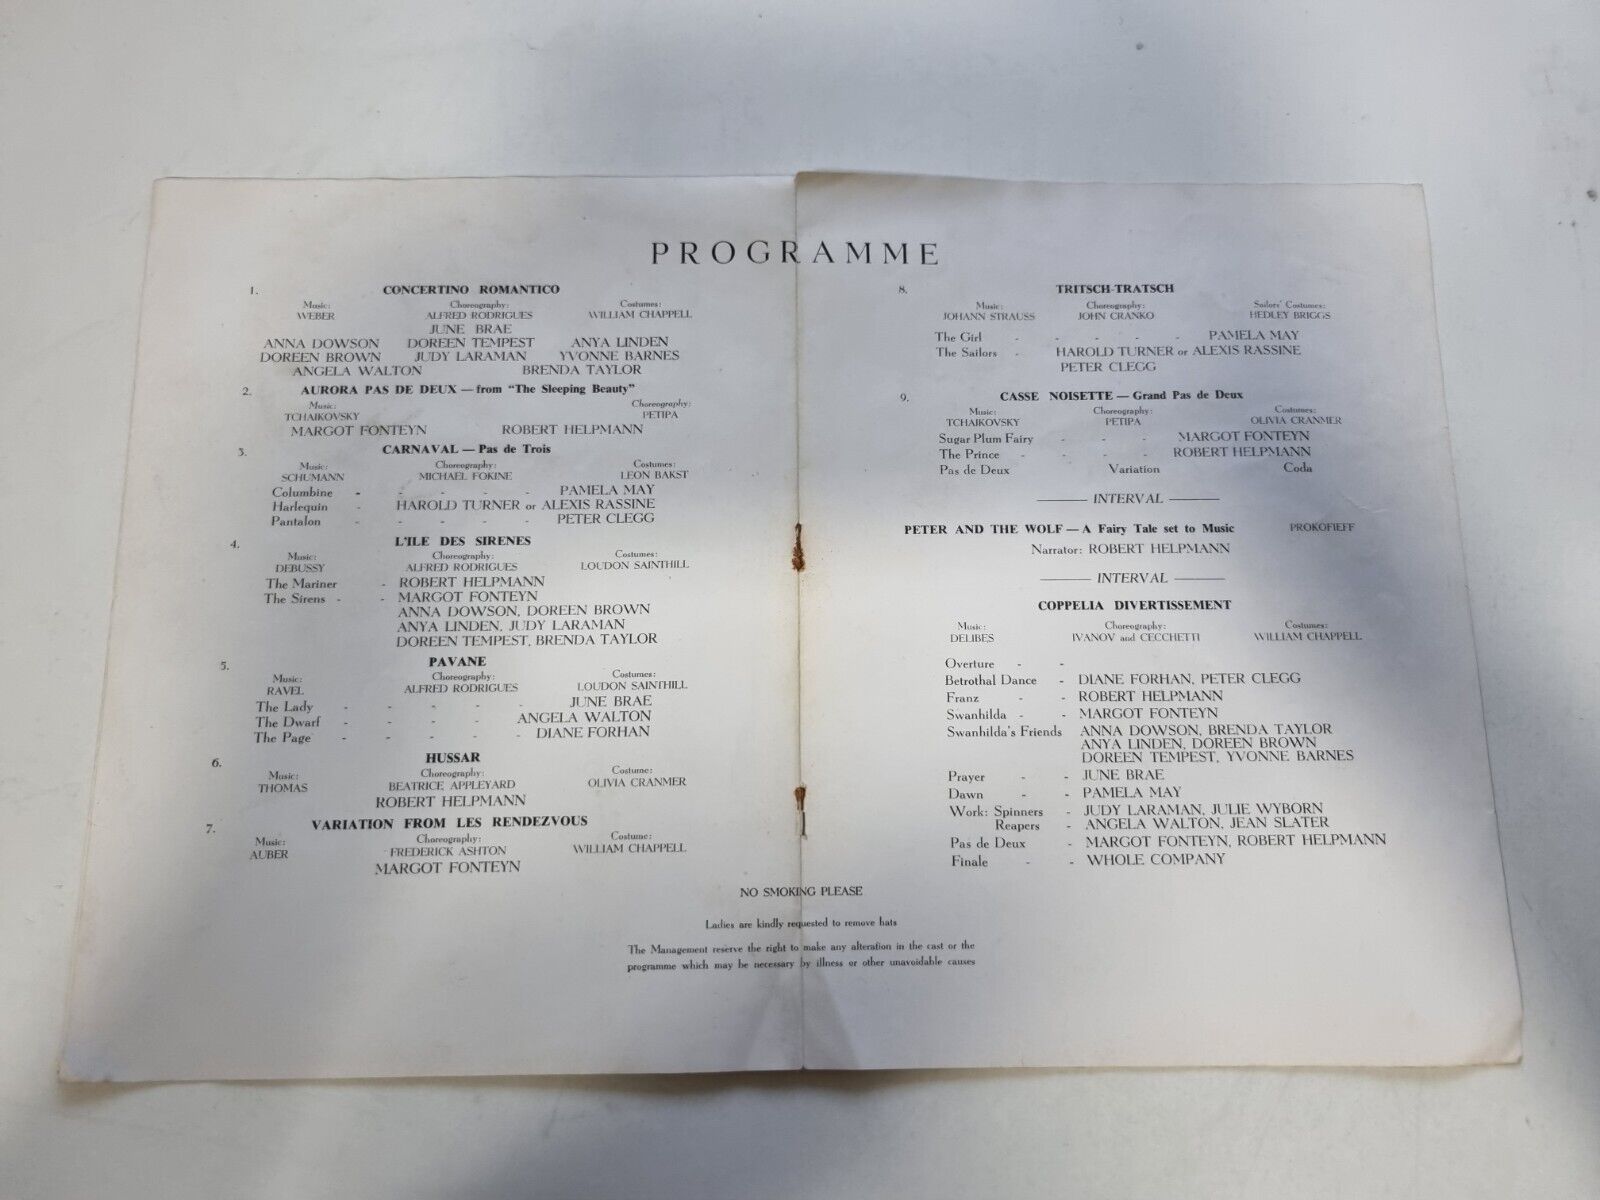 PROGRAMME
1. CONCERTINO ROMANTICO
Music: Choreography: Costumes:
WEBER ALFRED RODRIGUES WILLIAM CHAPPELL
JUNE BRAE
ANNA DOWSON DOREEN TEMPEST ANYA LINDEN
DOREEN BROWN JUDY LARAMAN YVONNE BARNES
ANGELA WALTON BRENDA TAYLOR
2. AURORA PAS DE DEUX — from "The Sleeping Beauty"
Music: Choreography:
TCHAIKOVSKY PETIPA
MARGOT FONTEYN ROBERT HELPMANN
3. CARNAVAL — Pas de Trois
Music: Choreography: Costumes:
SCHUMANN MICHAEL FOKINE LEON BAKST
Columbine - - - - - PAMELA MAY
Harlequin - HAROLD TURNER or ALEXIS RASSINE
Pantalon - - - - - PETER CLEGG
4. L'ILE DES SIRENES
Music: Choreography: Costumes:
DEBUSSY ALFRED RODRIGUES LOUDON SAINTHILL
The Mariner - ROBERT HELPMANN
The Sirens - - MARGOT FONTEYN
ANNA DOWSON, DOREEN BROWN
ANYA LINDEN, JUDY LARAMAN
DOREEN TEMPEST, BRENDA TAYLOR
5. PAVANE
Music: Choreography: Costumes:
RAVEL ALFRED RODRIGUES LOUDON SAINTHILL
The Lady - - - - - JUNE BRAE
The Dwarf - - - - ANGELA WALTON
The Page - - - - - DIANE FORHAN
6. HUSSAR
Music: Choreography: Costume:
THOMAS BEATRICE APPLEYARD OLIVIA CRANMER
ROBERT HELPMANN
7. VARIATION FROM LES RENDEZVOUS
Music: Choreography: Costume:
AUBER FREDERICK ASHTON WILLIAM CHAPPELL
MARGOT FONTEYN
8. TRITSCH-TRATSCH
Music: Choreography: Sailors' Costumes:
JOHANN STRAUSS JOHN CRANKO HEDLEY BRIGGS
The Girl - - - - - PAMELA MAY
The Sailors - HAROLD TURNER or ALEXIS RASSINE
PETER CLEGG
9. CASSE NOISETTE — Grand Pas de Deux
Music: Choreography: Costumes:
TCHAIKOVSKY PETIPA OLIVIA CRANMER
Sugar Plum Fairy - - - MARGOT FONTEYN
The Prince - - - - ROBERT HELPMANN
Pas de Deux Variation Coda
——— INTERVAL ———
PETER AND THE WOLF — A Fairy Tale set to Music PROKOFIEFF
Narrator: ROBERT HELPMANN
——— INTERVAL ———
COPPELIA DIVERTISSEMENT
Music: Choreography: Costumes:
DELIBES IVANOV and CECCHETTI WILLIAM CHAPPELL
Overture - -
Betrothal Dance - DIANE FORHAN, PETER CLEGG
Franz - - ROBERT HELPMANN
Swanhilda - - MARGOT FONTEYN
Swanhilda's Friends ANNA DOWSON, BRENDA TAYLOR
ANYA LINDEN, DOREEN BROWN
DOREEN TEMPEST, YVONNE BARNES
Prayer - - JUNE BRAE
Dawn - - PAMELA MAY
Work: Spinners - JUDY LARAMAN, JULIE WYBORN
Reapers - ANGELA WALTON, JEAN SLATER
Pas de Deux - MARGOT FONTEYN, ROBERT HELPMANN
Finale - - WHOLE COMPANY
NO SMOKING PLEASE
Ladies are kindly requested to remove hats
The Management reserve the right to make any alteration in the cast or the
programme which may be necessary by illness or other unavoidable causes